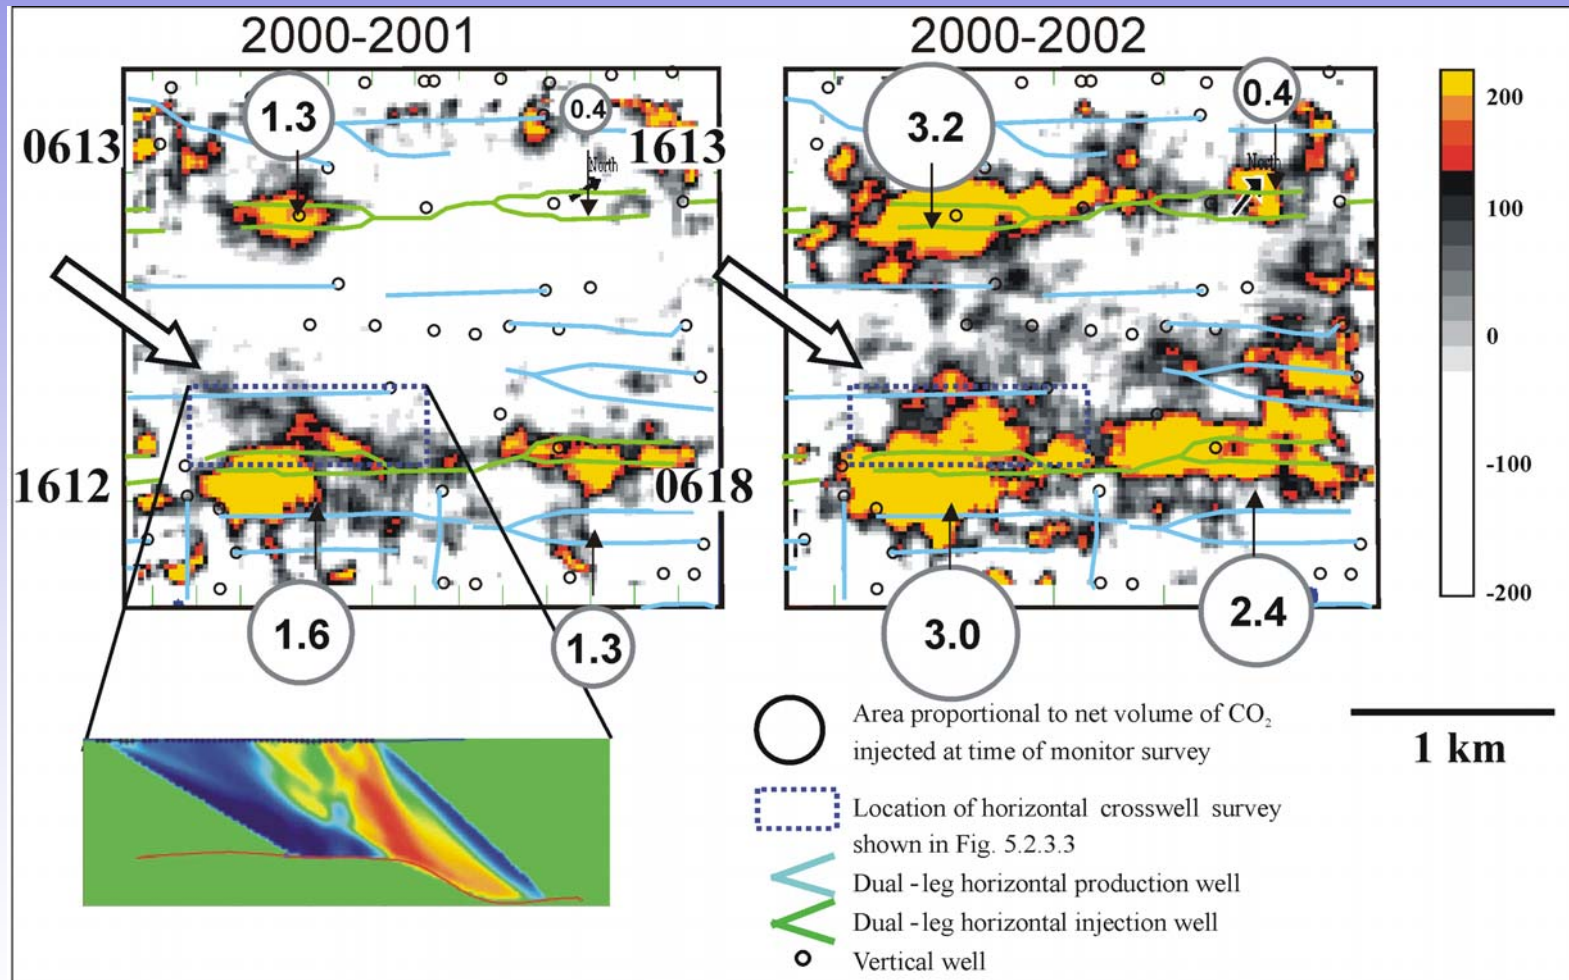 2000-2001
2000-2002
1.3
0.4
3.2
0.4
200
0613
1613
North
North
100
0
-100
1612
0618
-200
1.6
1.3
3.0
2.4
Area proportional to net volume of CO₂
injected at time of monitor survey
1 km
Location of horizontal crosswell survey
shown in Fig. 5.2.3.3
Dual -leg horizontal production well
Dual -leg horizontal injection well
Vertical well